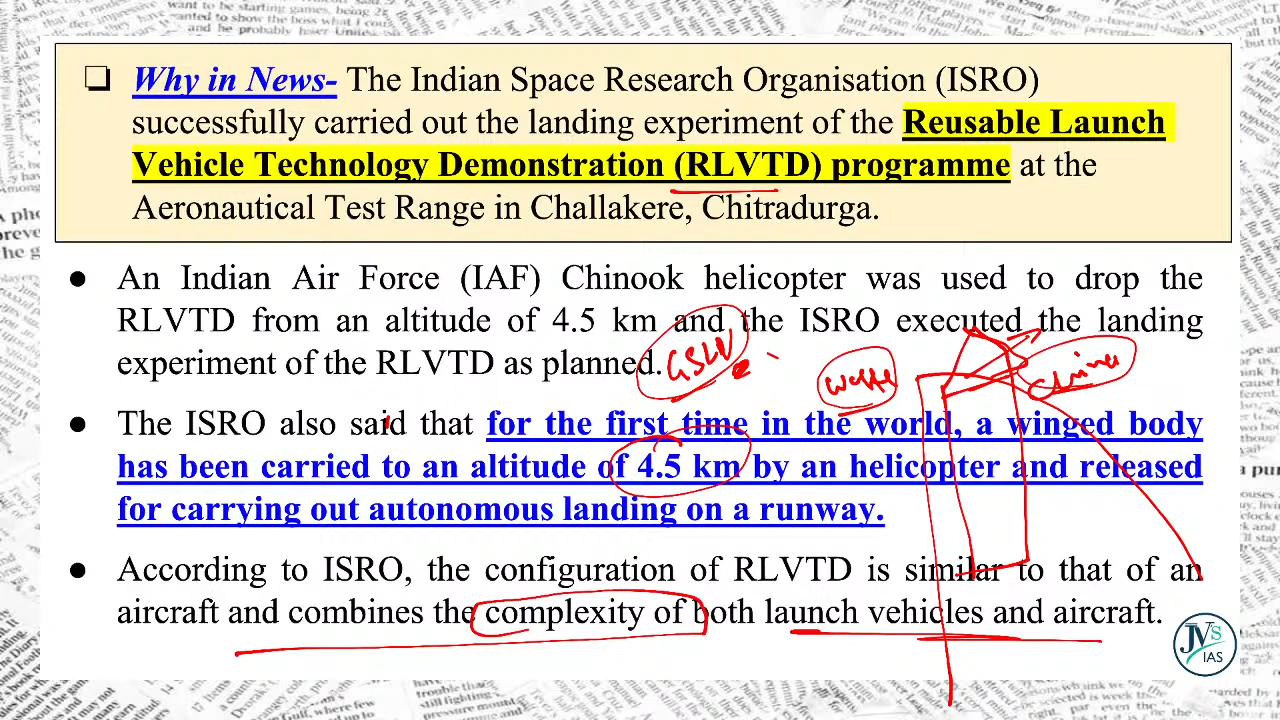 ❑ Why in News- The Indian Space Research Organisation (ISRO)
successfully carried out the landing experiment of the Reusable Launch
Vehicle Technology Demonstration (RLVTD) programme at the
Aeronautical Test Range in Challakere, Chitradurga.
● An Indian Air Force (IAF) Chinook helicopter was used to drop the
RLVTD from an altitude of 4.5 km and the ISRO executed the landing
experiment of the RLVTD as planned.
GSLV
China
● The ISRO also said that for the first time in the world, a winged body
has been carried to an altitude of 4.5 km by an helicopter and released
for carrying out autonomous landing on a runway.
● According to ISRO, the configuration of RLVTD is similar to that of an
aircraft and combines the complexity of both launch vehicles and aircraft.
JVS
IAS